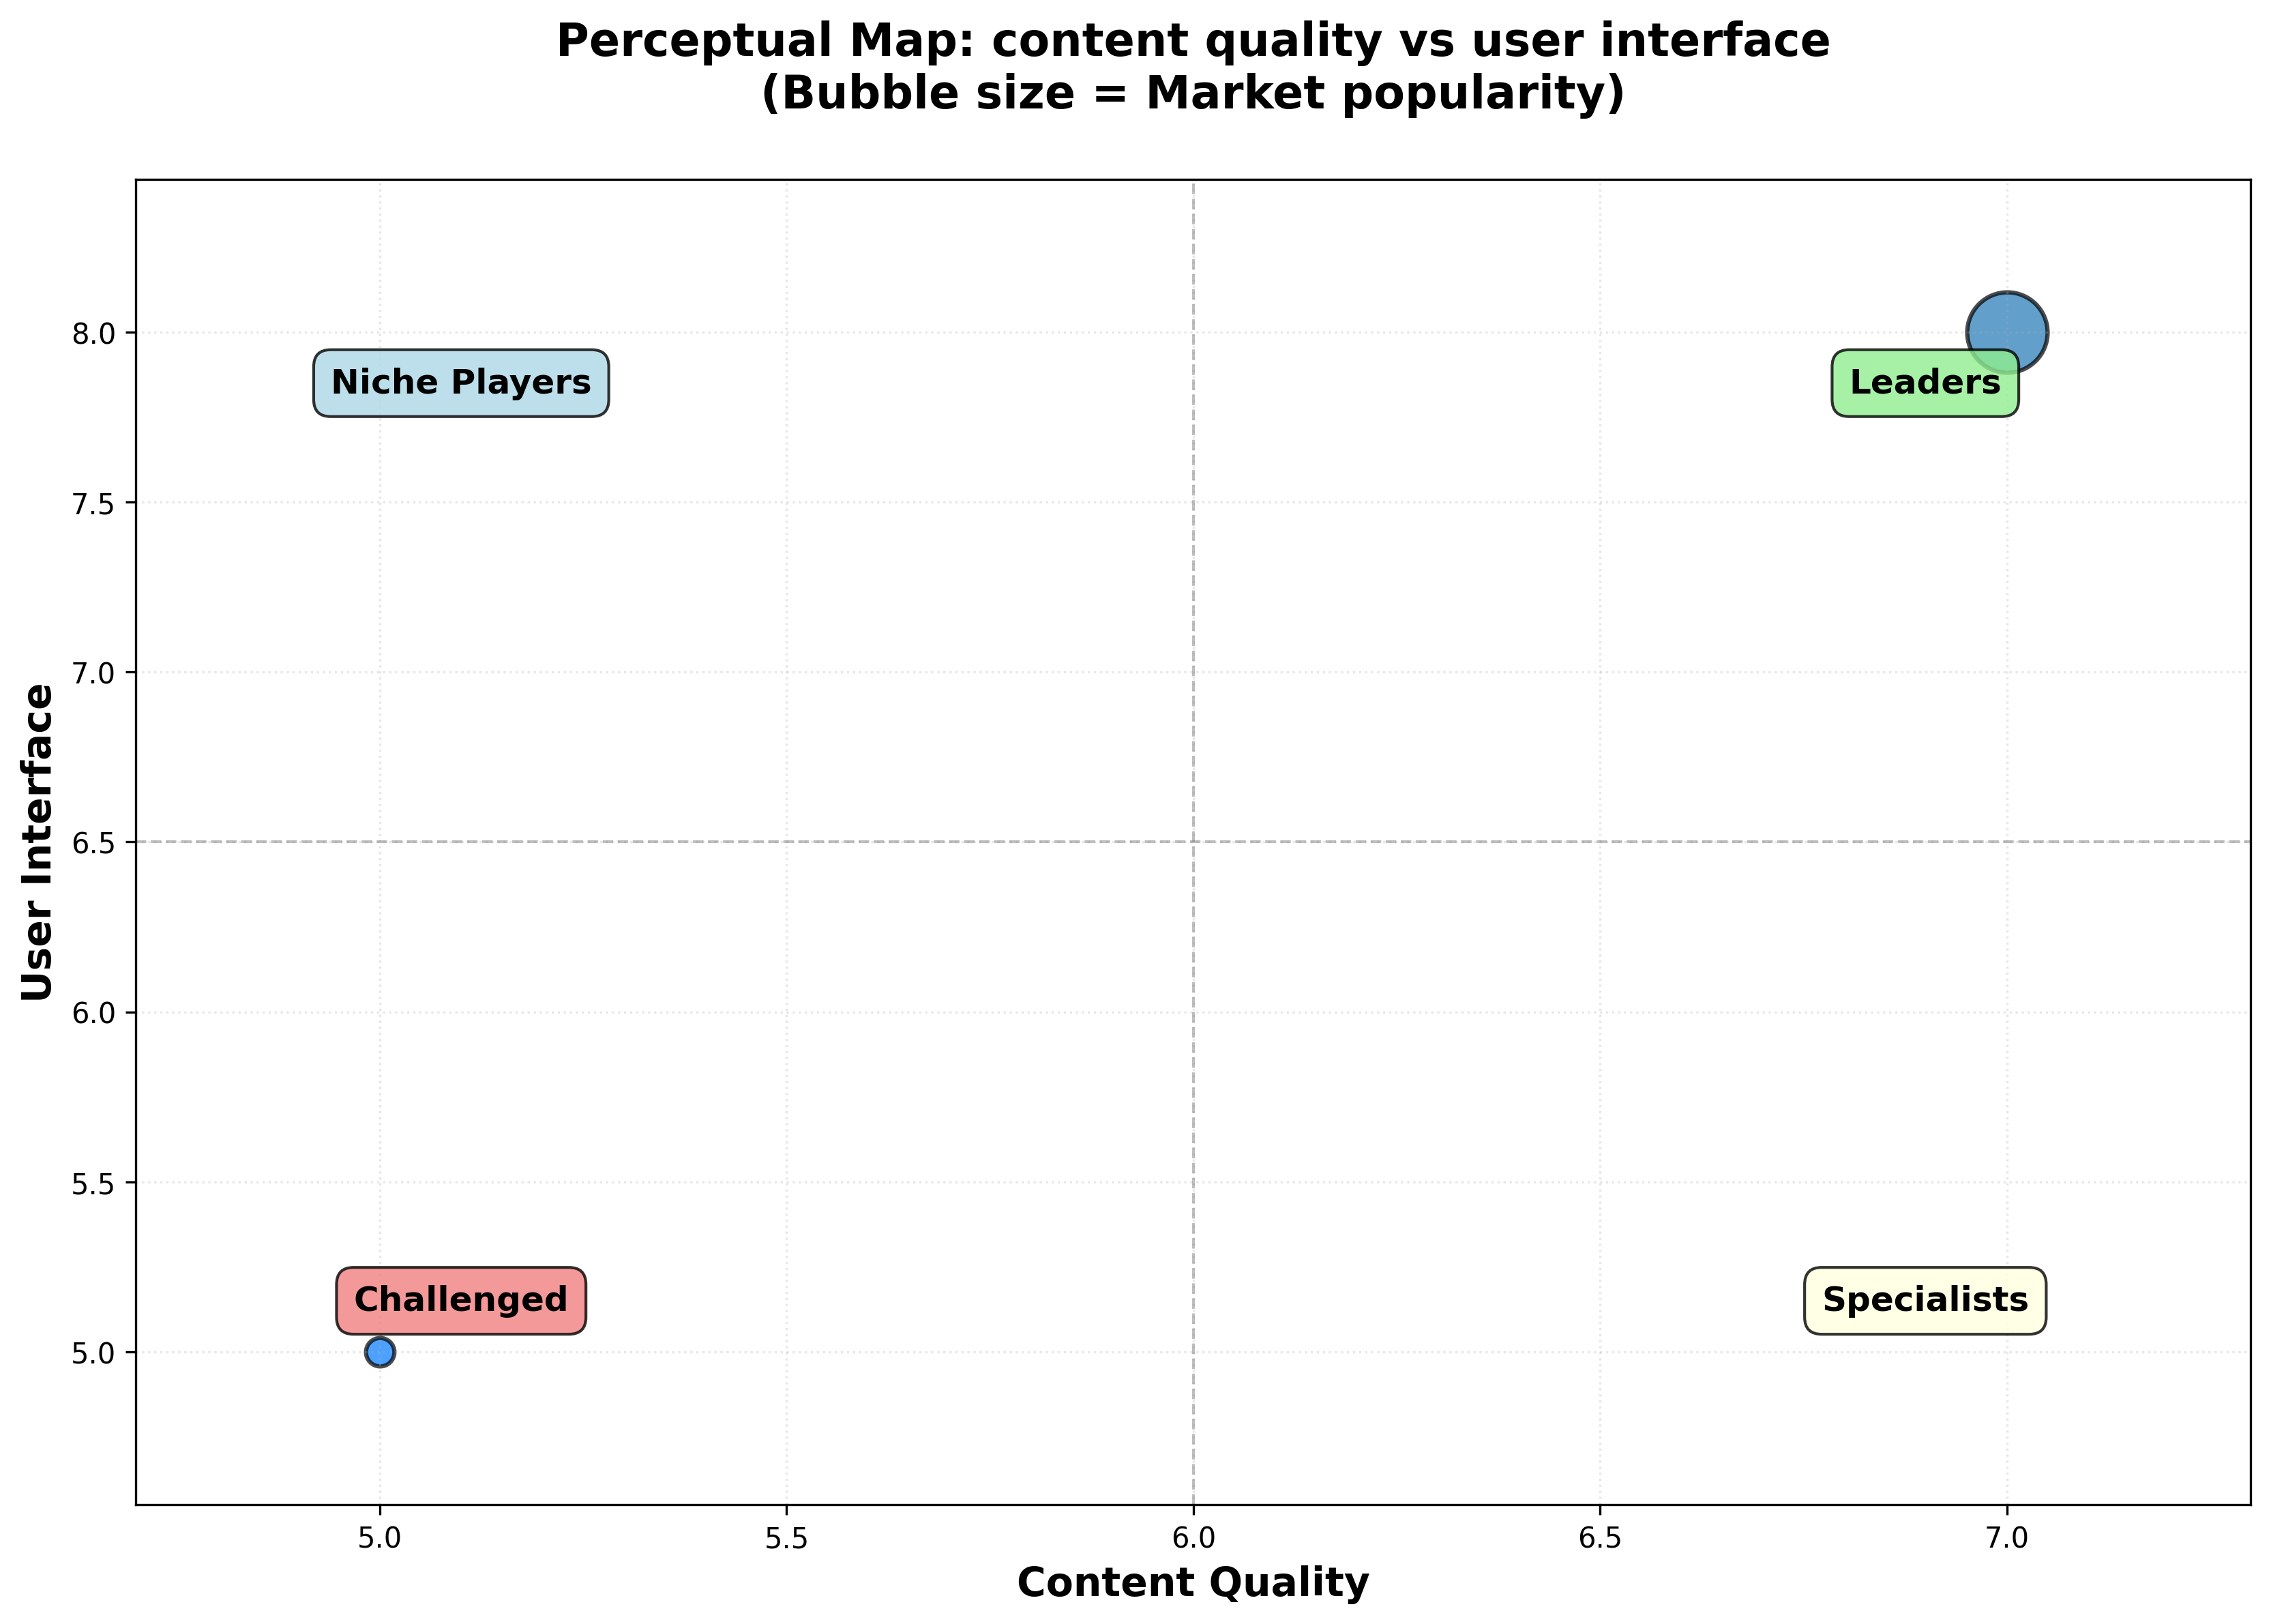 Perceptual Map: content quality vs user interface
(Bubble size = Market popularity)
8.0
Niche Players
Leaders
7.5
7.0
User Interface
6.5
6.0
5.5
Challenged
Specialists
5.0
5.0
5.5
6.0
6.5
7.0
Content Quality